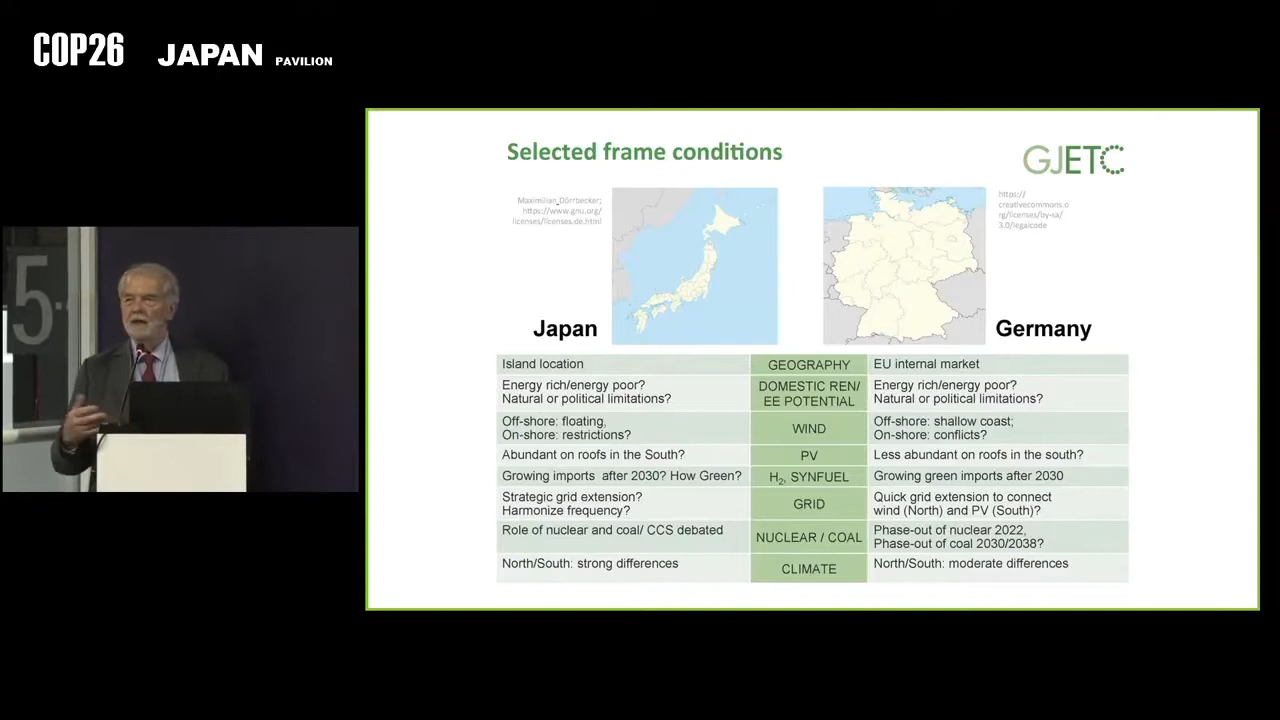 COP26 JAPAN PAVILION
Selected frame conditions
GJETC
Maximilian_Dörrbecker;
https://www.gnu.org/
licenses/licenses.de.html
https://
creativecommons.o
rg/licenses/by-sa/
3.0/legalcode
5
Japan
Germany
Island location
GEOGRAPHY
EU internal market
Energy rich/energy poor?
Natural or political limitations?
DOMESTIC REN/
EE POTENTIAL
Energy rich/energy poor?
Natural or political limitations?
Off-shore: floating,
On-shore: restrictions?
WIND
Off-shore: shallow coast;
On-shore: conflicts?
Abundant on roofs in the South?
PV
Less abundant on roofs in the south?
Growing imports after 2030? How Green?
H2, SYNFUEL
Growing green imports after 2030
Strategic grid extension?
Harmonize frequency?
GRID
Quick grid extension to connect
wind (North) and PV (South)?
Role of nuclear and coal/ CCS debated
NUCLEAR / COAL
Phase-out of nuclear 2022,
Phase-out of coal 2030/2038?
North/South: strong differences
CLIMATE
North/South: moderate differences